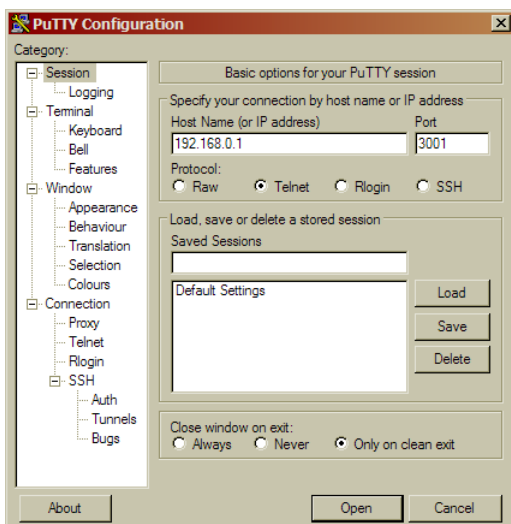 PuTTY Configuration
Category:
Session
Logging
Terminal
Keyboard
Bell
Features
Window
Appearance
Behaviour
Translation
Selection
Colours
Connection
Proxy
Telnet
Rlogin
SSH
Auth
Tunnels
Bugs
Basic options for your PuTTY session
Specify your connection by host name or IP address
Host Name (or IP address) Port
192.168.0.1 3001
Protocol:
Raw Telnet Rlogin SSH
Load, save or delete a stored session
Saved Sessions
Default Settings
Load
Save
Delete
Close window on exit:
Always Never Only on clean exit
About Open Cancel